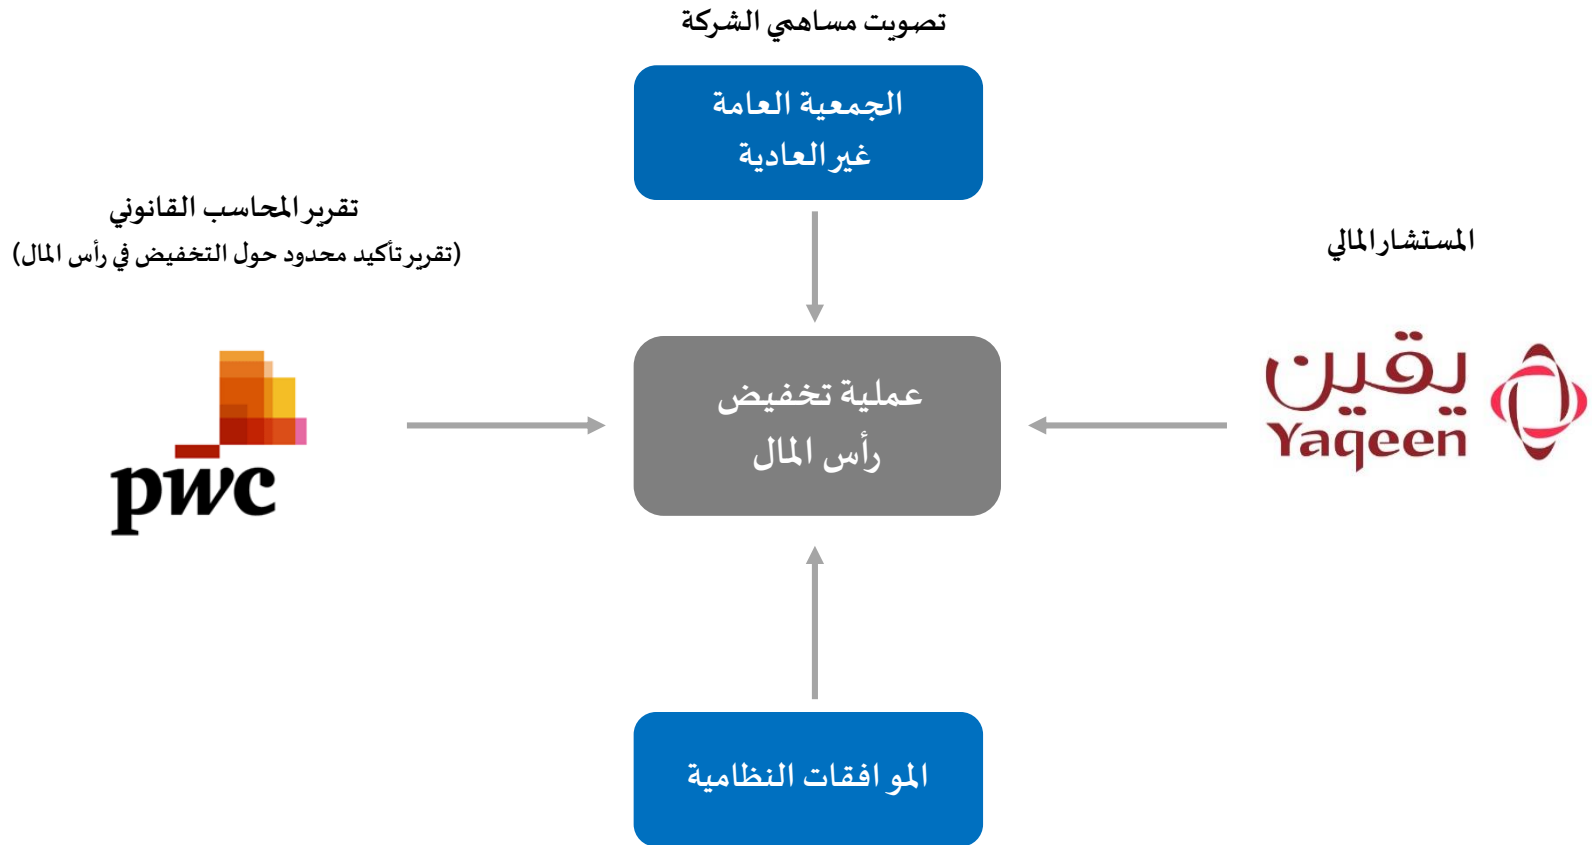 تصويت مساهمي الشركة
الجمعية العامة
غير العادية
المستشار المالي
تقرير المحاسب القانوني
(تقرير تأكيد محدود حول التخفيض في رأس المال)
يقين
Yaqeen
عملية تخفيض
رأس المال
pwc
الموافقات النظامية